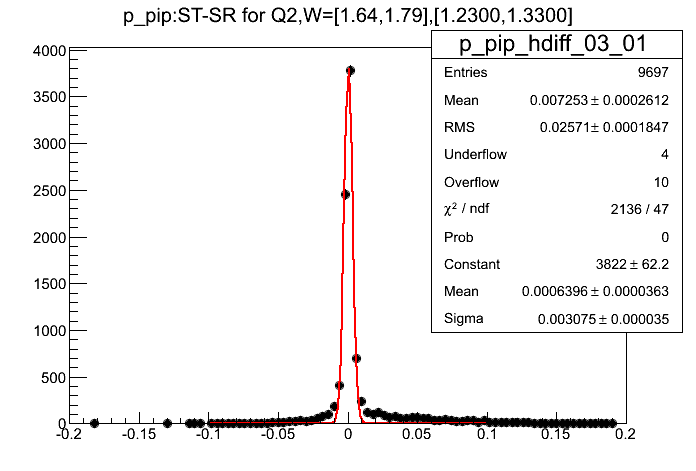 p_pip:ST-SR for Q2,W=[1.64,1.79],[1.2300,1.3300]
p_pip_hdiff_03_01
Entries 9697
Mean 0.007253 ± 0.0002612
RMS 0.02571 ± 0.0001847
Underflow 4
Overflow 10
χ² / ndf 2136 / 47
Prob 0
Constant 3822 ± 62.2
Mean 0.0006396 ± 0.0000363
Sigma 0.003075 ± 0.000035
4000
3500
3000
2500
2000
1500
1000
500
0
-0.2 -0.15 -0.1 -0.05 0 0.05 0.1 0.15 0.2